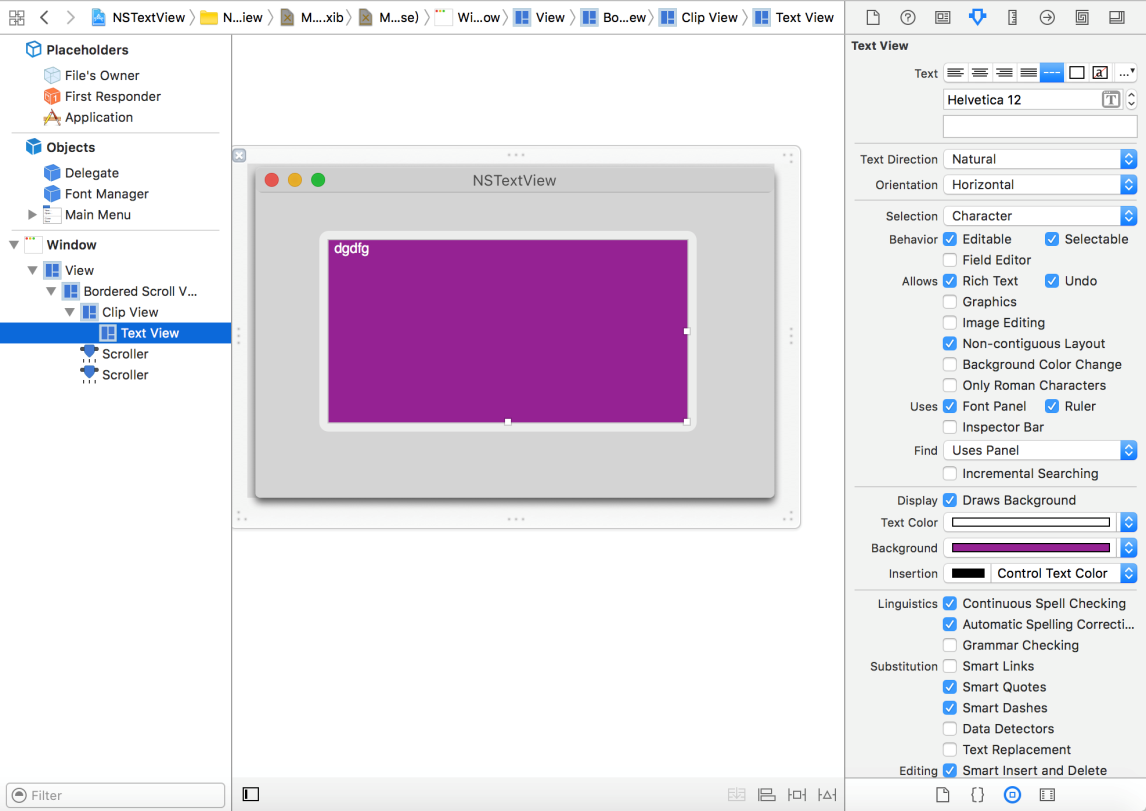 NSTextView N...iew M....xib) M...se) Wi...ow View Bo...ew Clip View Text View
Placeholders
File's Owner
First Responder
Application
Objects
Delegate
Font Manager
Main Menu
Window
View
Bordered Scroll V...
Clip View
Text View
Scroller
Scroller
Filter
NSTextView
dgdfg
Text View
Text a ...
Helvetica 12 T
Text Direction Natural
Orientation Horizontal
Selection Character
Behavior Editable Selectable
Field Editor
Allows Rich Text Undo
Graphics
Image Editing
Non-contiguous Layout
Background Color Change
Only Roman Characters
Uses Font Panel Ruler
Inspector Bar
Find Uses Panel
Incremental Searching
Display Draws Background
Text Color
Background
Insertion Control Text Color
Linguistics Continuous Spell Checking
Automatic Spelling Correcti...
Grammar Checking
Substitution Smart Links
Smart Quotes
Smart Dashes
Data Detectors
Text Replacement
Editing Smart Insert and Delete